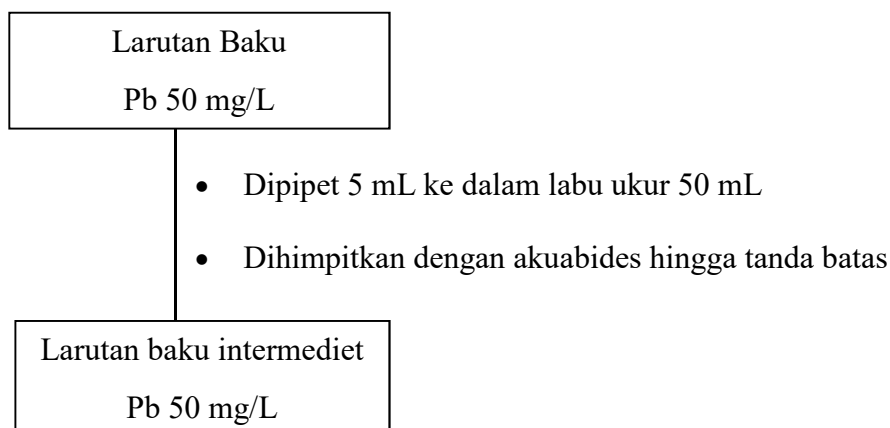 Larutan Baku
Pb 50 mg/L
• Dipipet 5 mL ke dalam labu ukur 50 mL
• Dihimpitkan dengan akuabides hingga tanda batas
Larutan baku intermediet
Pb 50 mg/L